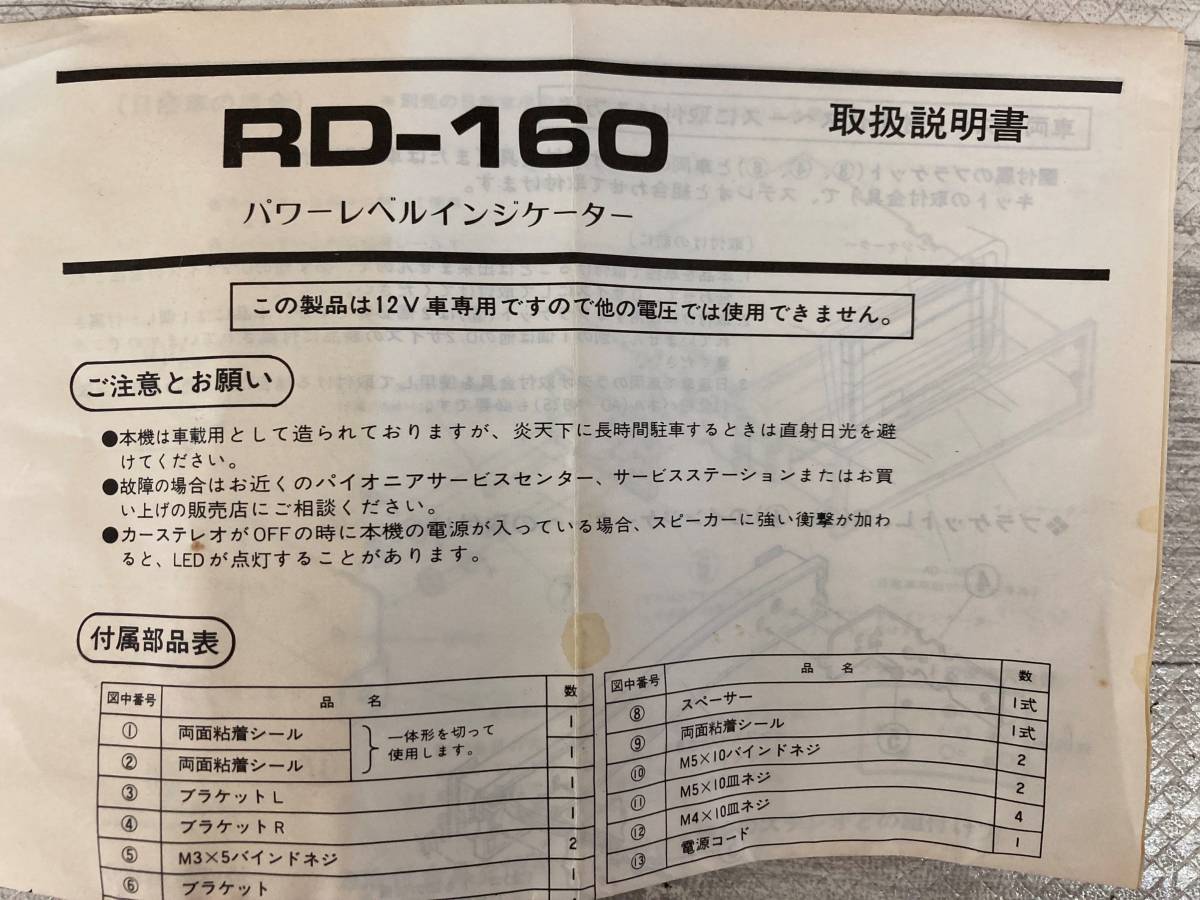 RD-160
取扱説明書
パワーレベルインジケーター
この製品は12V車専用ですので他の電圧では使用できません。
ご注意とお願い
●本機は車載用として造られておりますが、炎天下に長時間駐車するときは直射日光を避
けてください。
●故障の場合はお近くのパイオニアサービスセンター、サービスステーションまたはお買
い上げの販売店にご相談ください。
●カーステレオがOFFの時に本機の電源が入っている場合、スピーカーに強い衝撃が加わ
ると、LEDが点灯することがあります。
付属部品表
図中番号 品名 数
① 両面粘着シール 1
一体形を切って
使用します。
② 両面粘着シール 1
③ ブラケットL 1
④ ブラケットR 1
⑤ M3×5バインドネジ 2
⑥ ブラケット 1
図中番号 品名 数
⑧ スペーサー 1式
⑨ 両面粘着シール 1式
⑩ M5×10バインドネジ 2
⑪ M5×10皿ネジ 2
⑫ M4×10皿ネジ 4
⑬ 電源コード 1